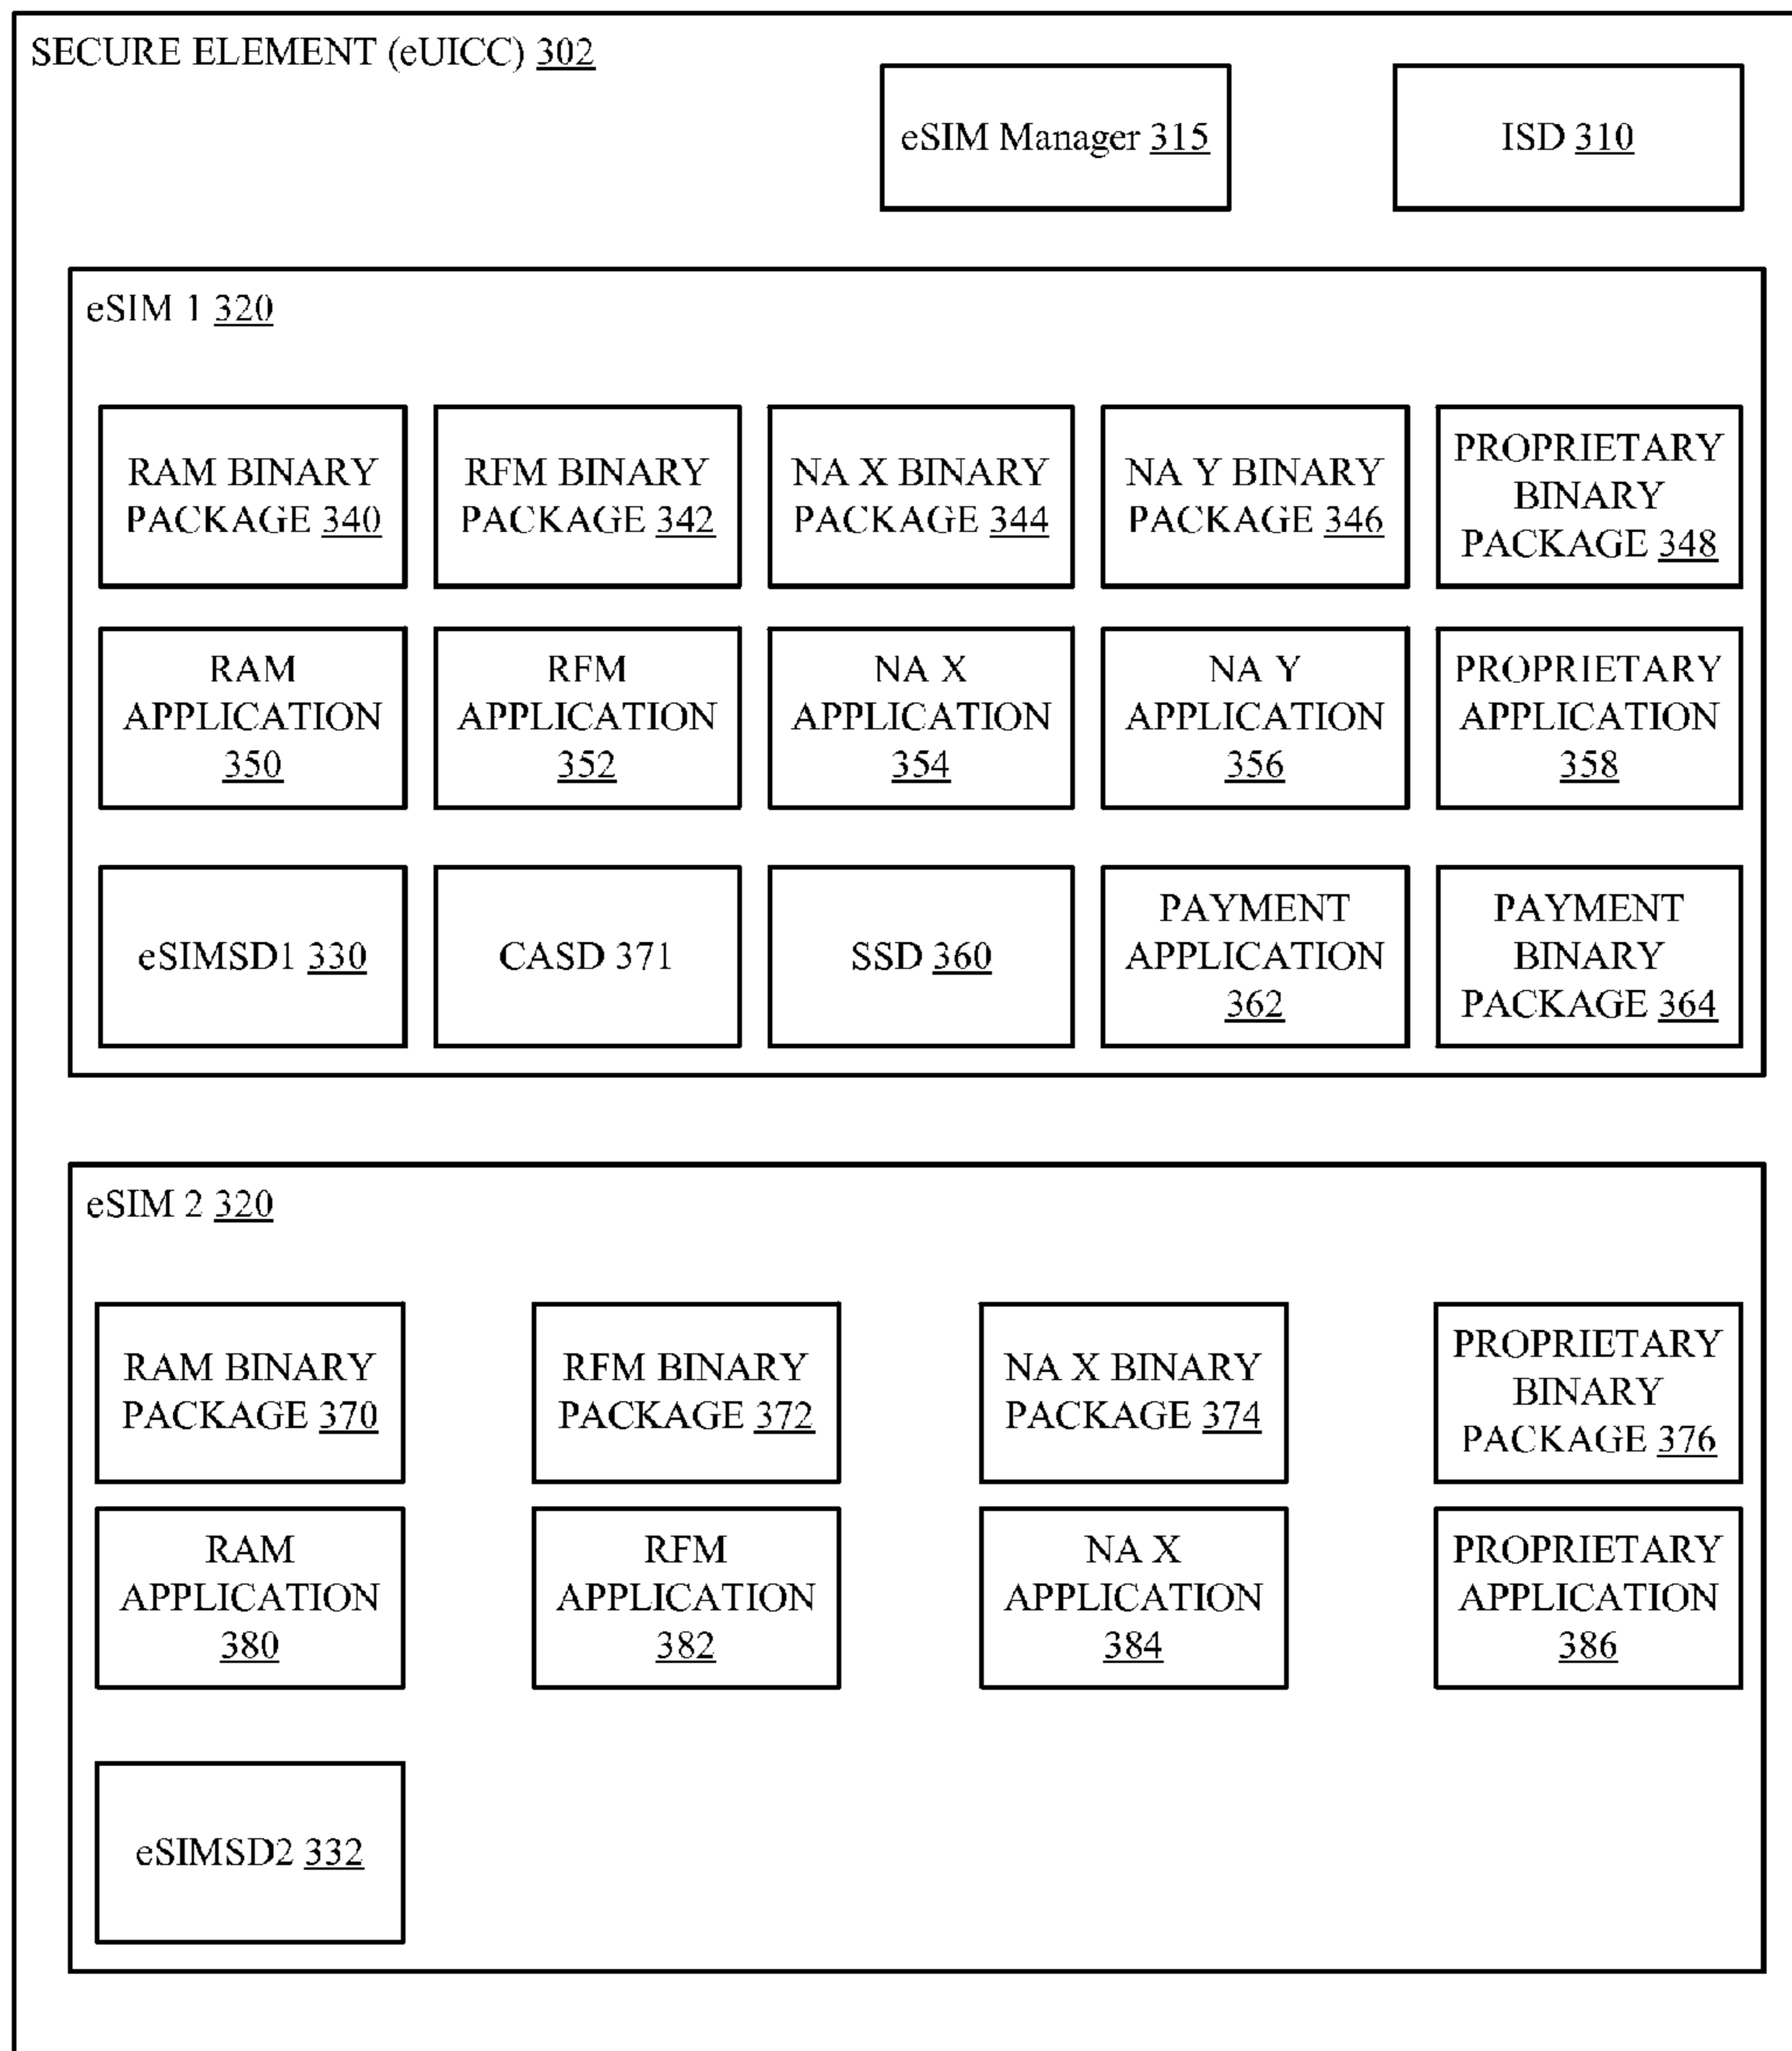 SECURE ELEMENT (eUICC) 302
eSIM Manager 315
ISD 310
eSIM 1 320
RAM BINARY
PACKAGE 340
RFM BINARY
PACKAGE 342
NA X BINARY
PACKAGE 344
NA Y BINARY
PACKAGE 346
PROPRIETARY
BINARY
PACKAGE 348
RAM
APPLICATION
350
RFM
APPLICATION
352
NA X
APPLICATION
354
NA Y
APPLICATION
356
PROPRIETARY
APPLICATION
358
eSIMSD1 330
CASD 371
SSD 360
PAYMENT
APPLICATION
362
PAYMENT
BINARY
PACKAGE 364
eSIM 2 320
RAM BINARY
PACKAGE 370
RFM BINARY
PACKAGE 372
NA X BINARY
PACKAGE 374
PROPRIETARY
BINARY
PACKAGE 376
RAM
APPLICATION
380
RFM
APPLICATION
382
NA X
APPLICATION
384
PROPRIETARY
APPLICATION
386
eSIMSD2 332